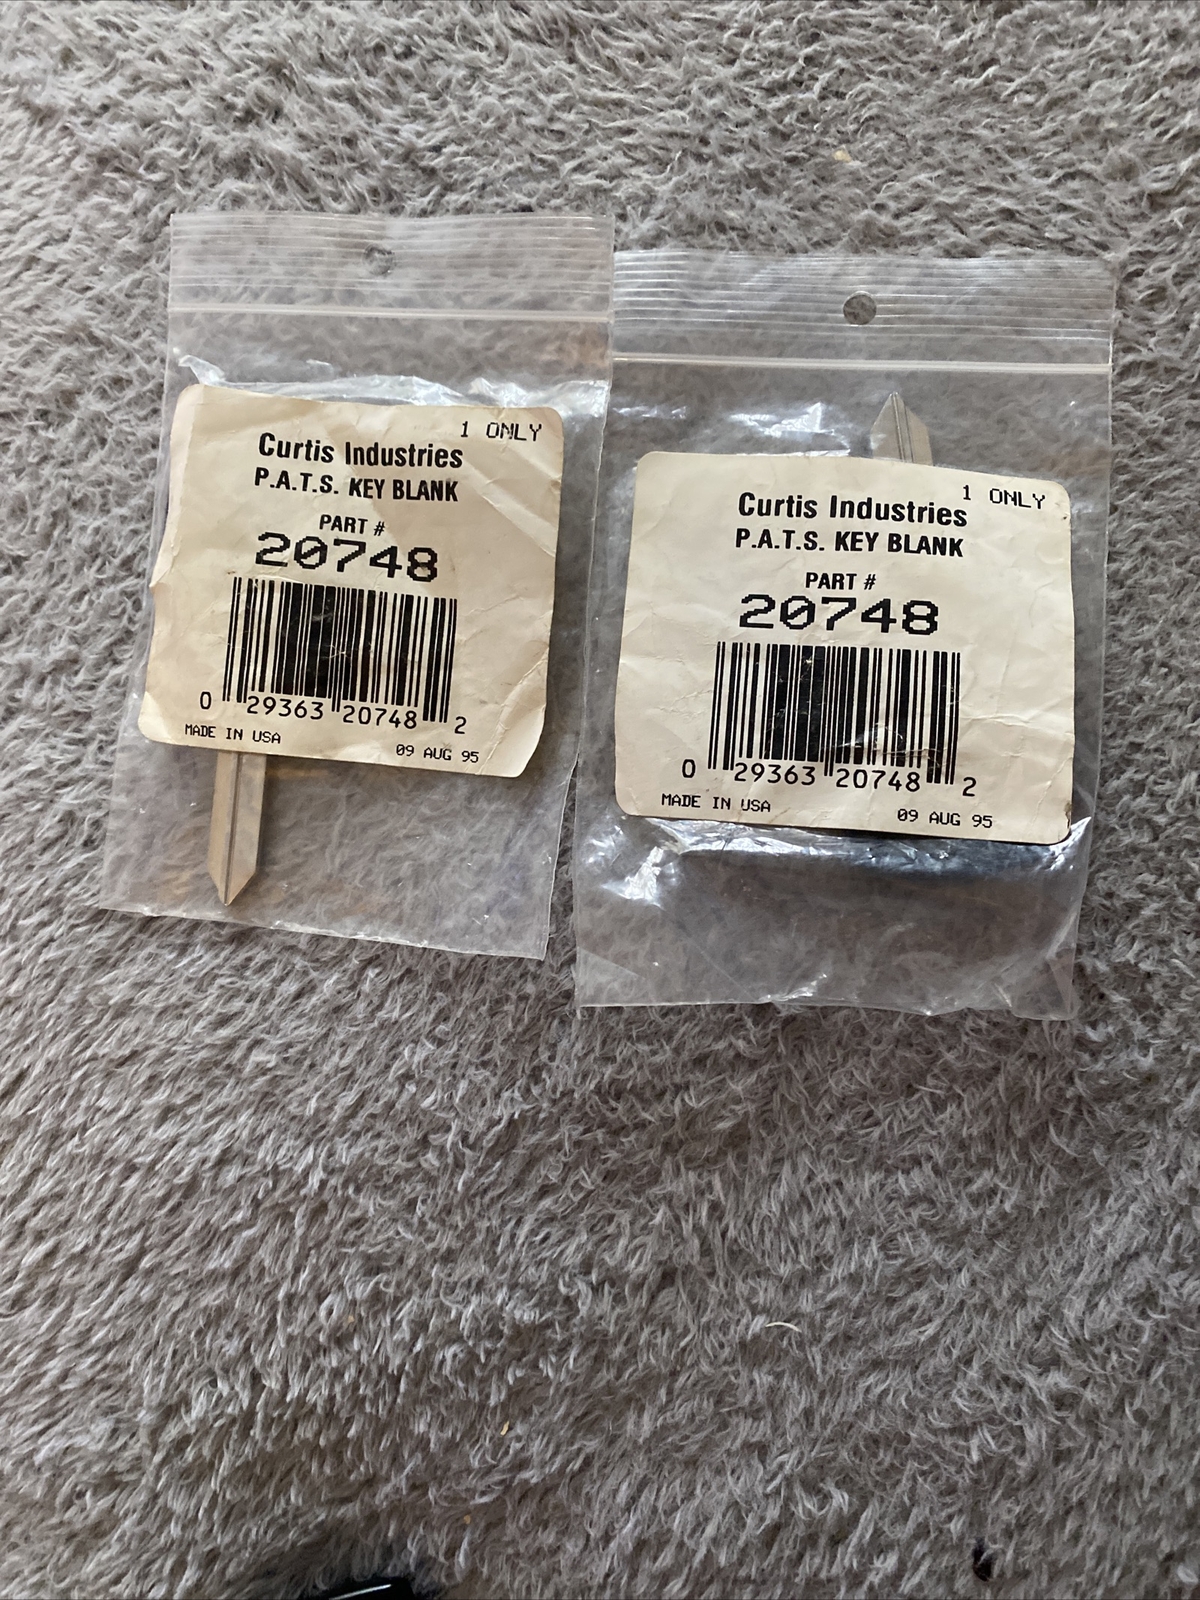 1 ONLY
Curtis Industries
P.A.T.S. KEY BLANK
PART #
20748
0 29363 20748 2
MADE IN USA 09 AUG 95
1 ONLY
Curtis Industries
P.A.T.S. KEY BLANK
PART #
20748
0 29363 20748 2
MADE IN USA 09 AUG 95